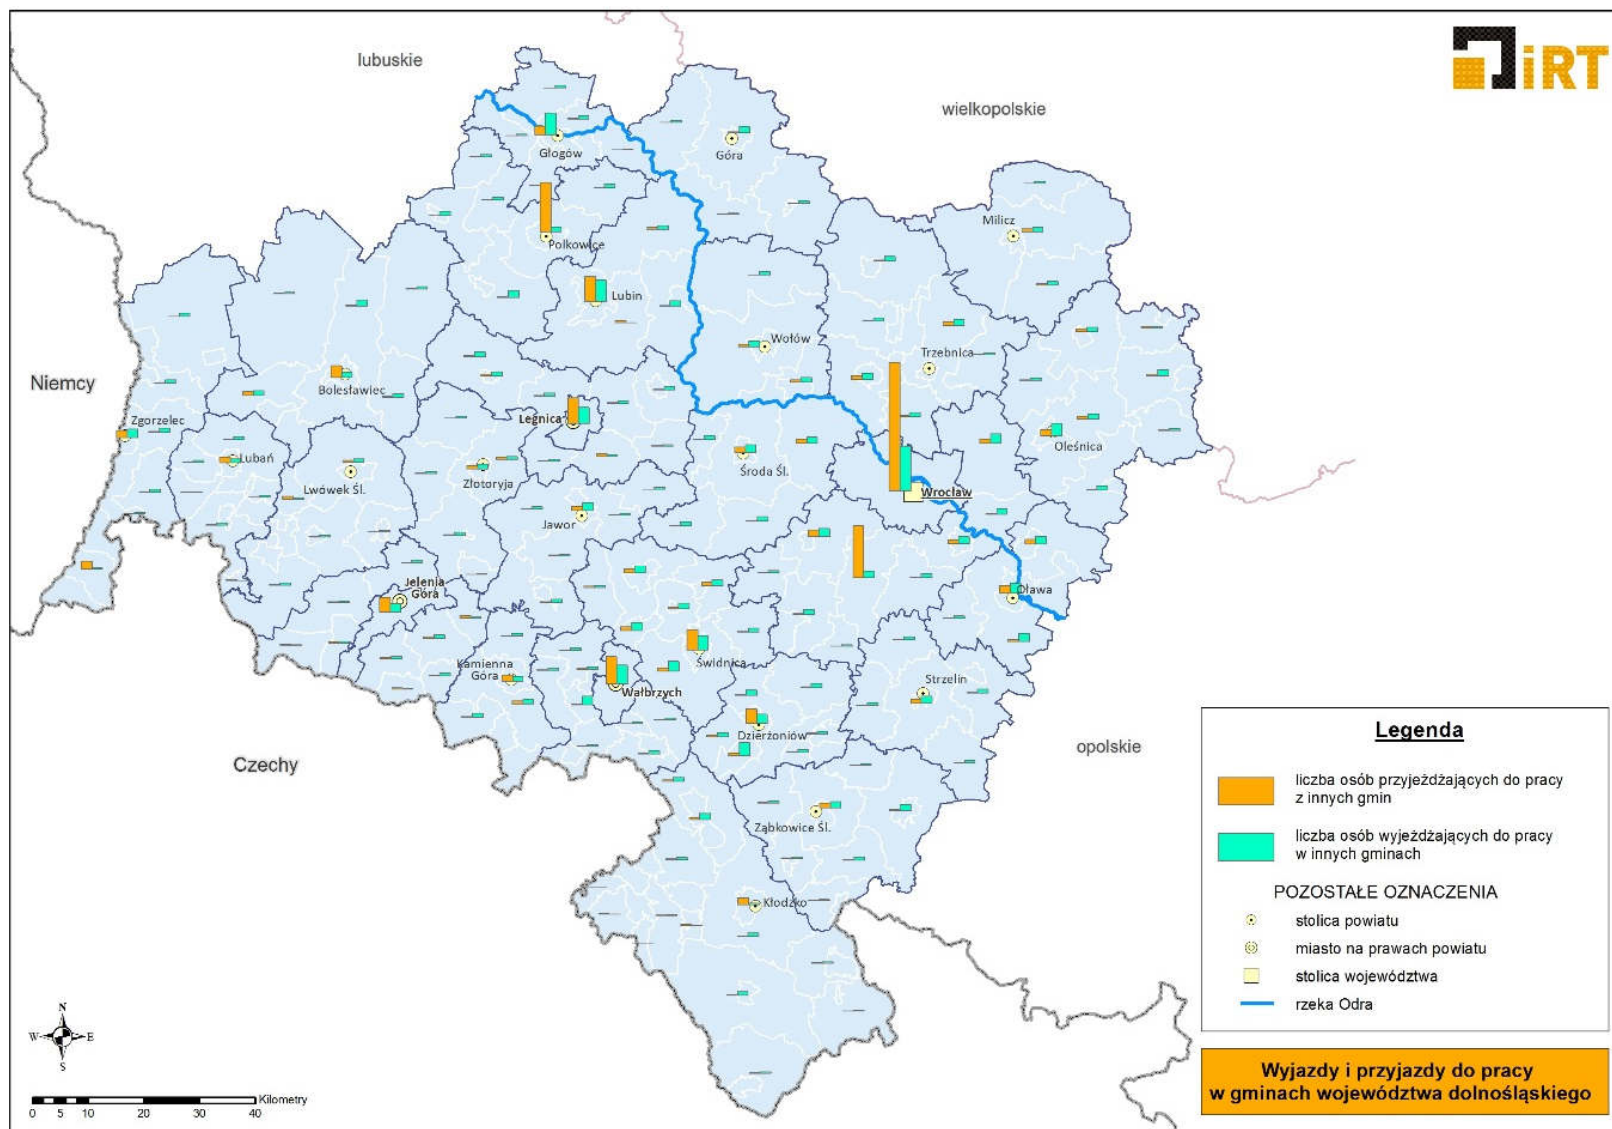 lubuskie
iRT
wielkopolskie
Głogów
Góra
Milicz
Polkowice
Lubin
Wołów
Trzebnica
Niemcy
Bolesławiec
Zgorzelec
Legnica
Oleśnica
Lubań
Środa Śl.
Złotoryja
Lwówek Śl.
Wrocław
Jawor
Jelenia
Góra
Oława
Kamienna
Góra
Świdnica
Strzelin
Wałbrzych
Dzierżoniów
opolskie
Czechy
Ząbkowice Śl.
Kłodzko
Legenda
liczba osób przyjeżdżających do pracy
z innych gmin
liczba osób wyjeżdżających do pracy
w innych gminach
POZOSTAŁE OZNACZENIA
stolica powiatu
miasto na prawach powiatu
stolica województwa
rzeka Odra
N
W E
S
Kilometry
0 5 10 20 30 40
Wyjazdy i przyjazdy do pracy
w gminach województwa dolnośląskiego